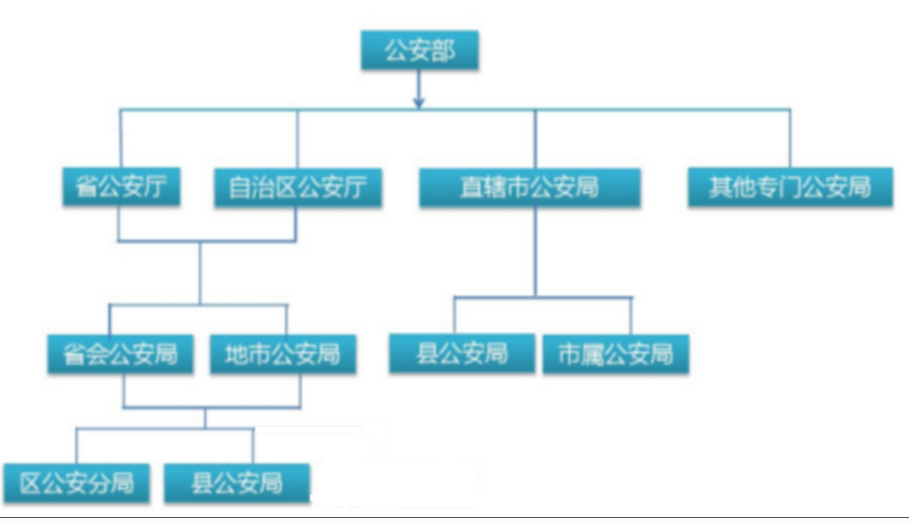 公安部
省公安厅
自治区公安厅
直辖市公安局
其他专门公安局
省会公安局
地市公安局
县公安局
市属公安局
区公安分局
县公安局